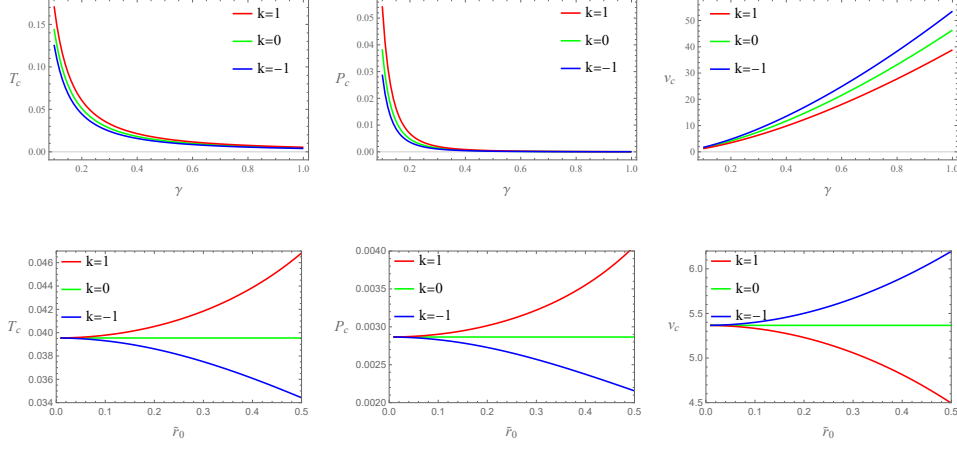 T_c
0.15
0.10
0.05
0.00
0.2 0.4 0.6 0.8 1.0
γ
k=1
k=0
k=-1
P_c
0.05
0.04
0.03
0.02
0.01
0.00
0.2 0.4 0.6 0.8 1.0
γ
k=1
k=0
k=-1
v_c
50
40
30
20
10
0
0.2 0.4 0.6 0.8 1.0
γ
k=1
k=0
k=-1
T_c
0.046
0.044
0.042
0.040
0.038
0.036
0.034
0.0 0.1 0.2 0.3 0.4 0.5
r̃_0
k=1
k=0
k=-1
P_c
0.0040
0.0035
0.0030
0.0025
0.0020
0.0 0.1 0.2 0.3 0.4 0.5
r̃_0
k=1
k=0
k=-1
v_c
6.0
5.5
5.0
4.5
0.0 0.1 0.2 0.3 0.4 0.5
r̃_0
k=1
k=0
k=-1